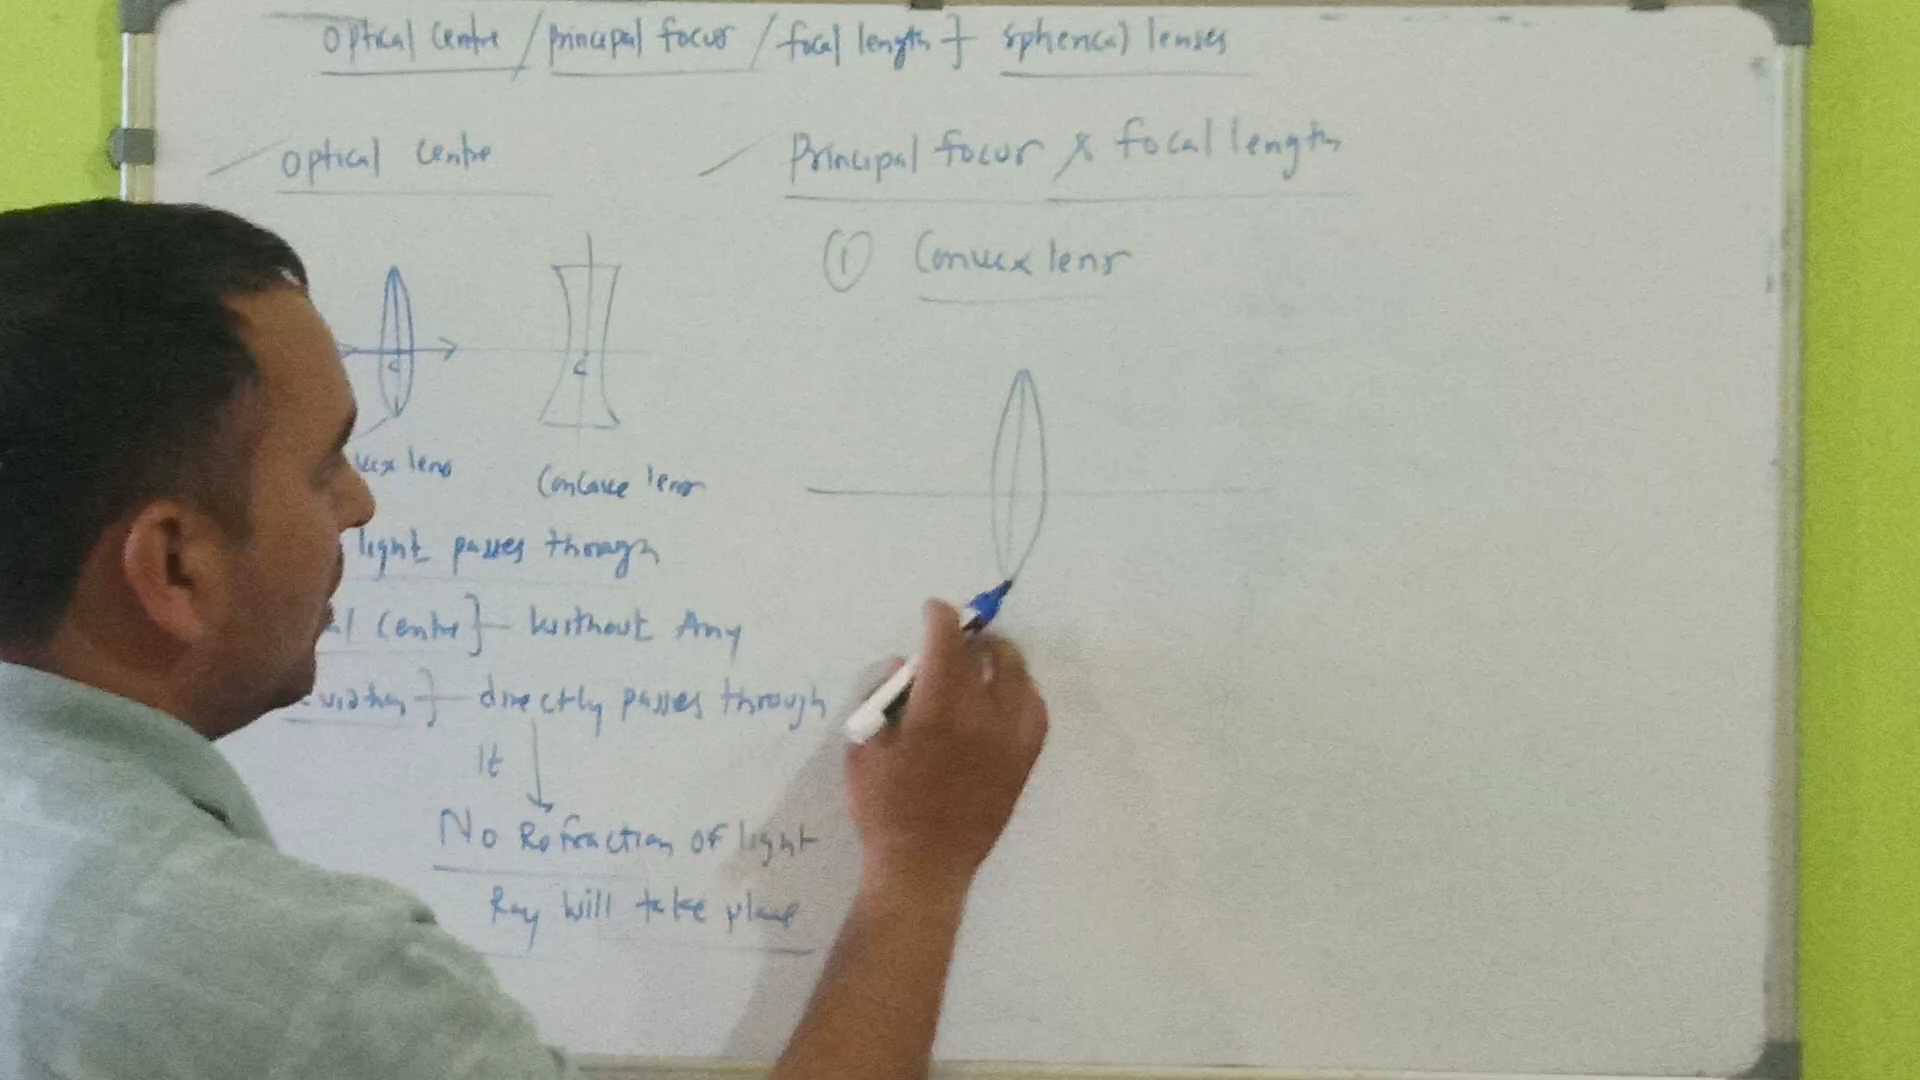 Optical Centre / principal focus / focal length } spherical lenses
Optical Centre
C
C
lens
Concave lens
light passes through
Centre } without Any
} directly passes through
It
No Refraction of light
Ray will take place
Principal focus & focal length
① Convex lens